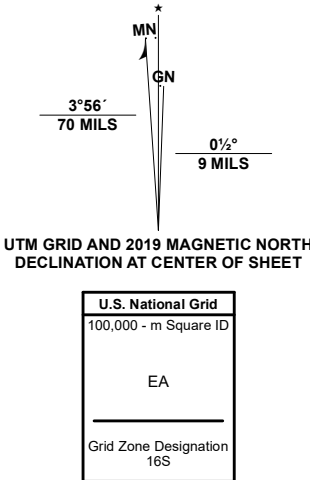 ★
MN
GN
3°56´
70 MILS
0½°
9 MILS
UTM GRID AND 2019 MAGNETIC NORTH
DECLINATION AT CENTER OF SHEET
U.S. National Grid
100,000 - m Square ID
EA
Grid Zone Designation
16S